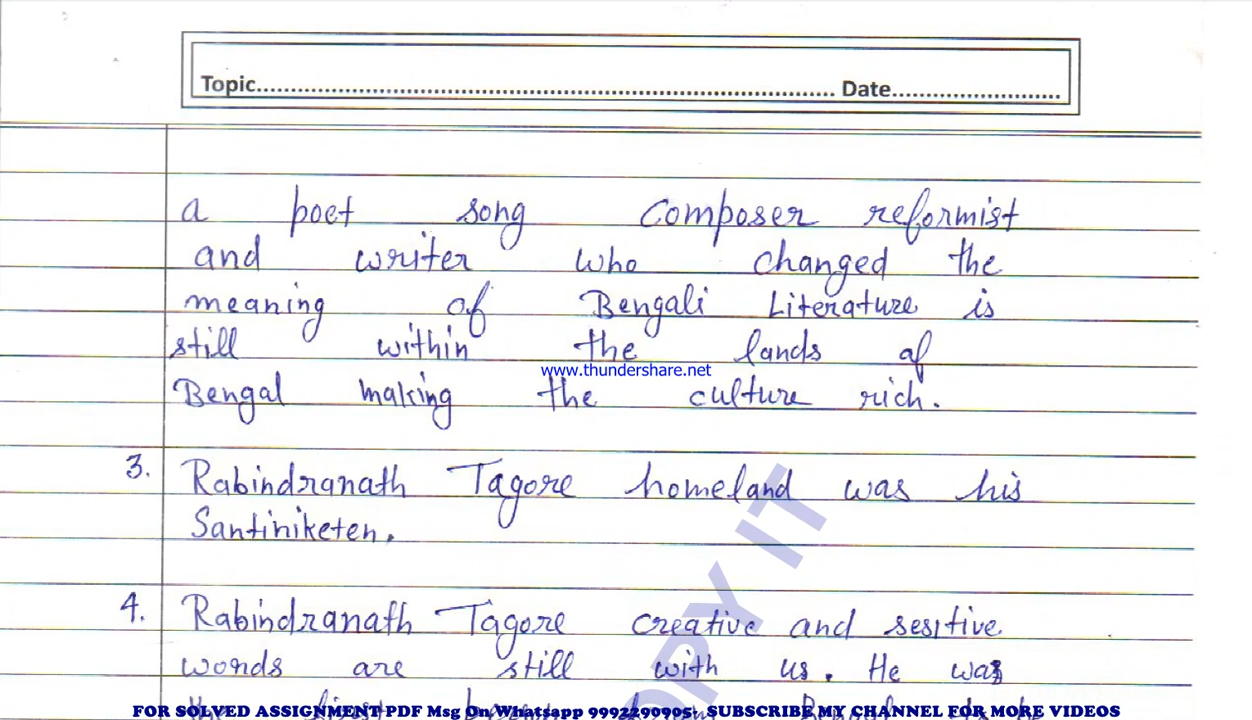 Topic.................................................................................... Date.........................
a poet song composer reformist
and writer who changed the
meaning of Bengali Literature is
still within the lands of
www.thundershare.net
Bengal making the culture rich.
3. Rabindranath Tagore homeland was his
Santiniketen.
4. Rabindranath Tagore creative and sesitive
words are still with us. He was
OPY IT
FOR SOLVED ASSIGNMENT PDF Msg On Whatsapp 9992290995, SUBSCRIBE MY CHANNEL FOR MORE VIDEOS